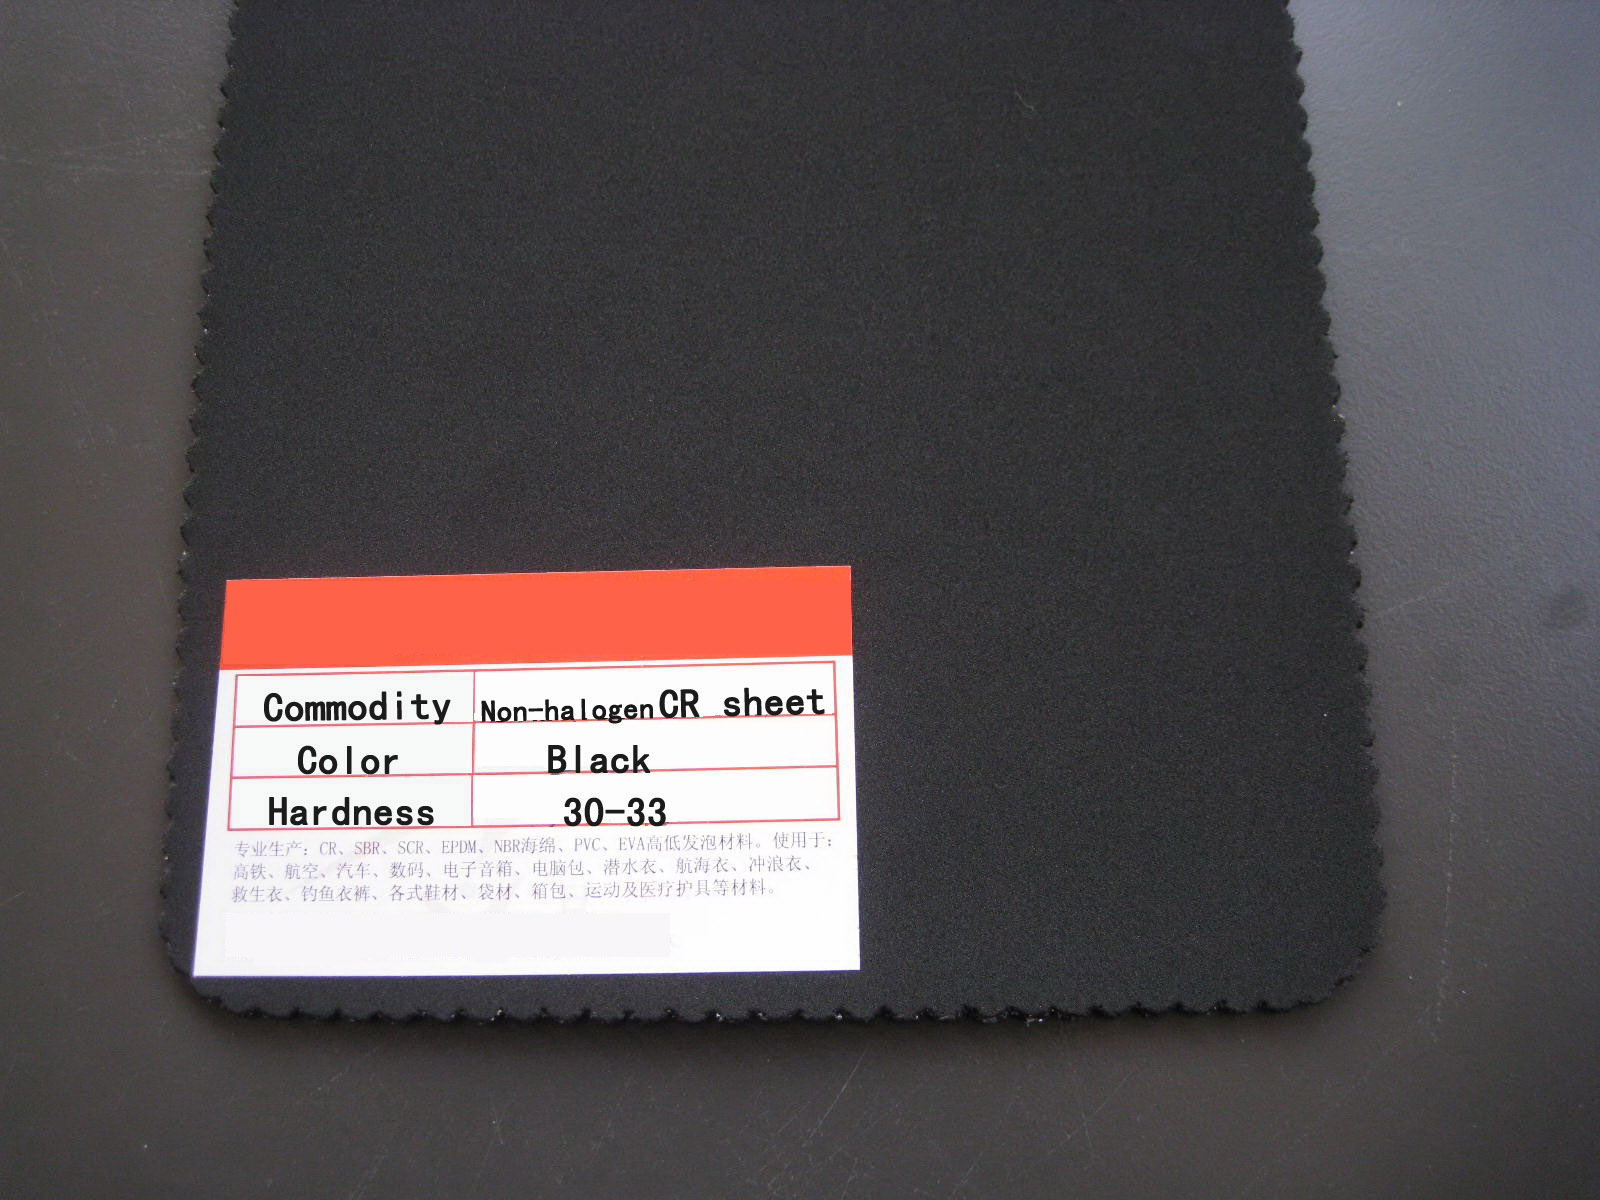 Commodity Non-halogen CR sheet
Color Black
Hardness 30-33
专业生产：CR、SBR、SCR、EPDM、NBR海绵、PVC、EVA高低发泡材料。使用于：
高铁、航空、汽车、数码、电子音箱、电脑包、潜水衣、航海衣、冲浪衣、
救生衣、钓鱼衣裤、各式鞋材、袋材、箱包、运动及医疗护具等材料。